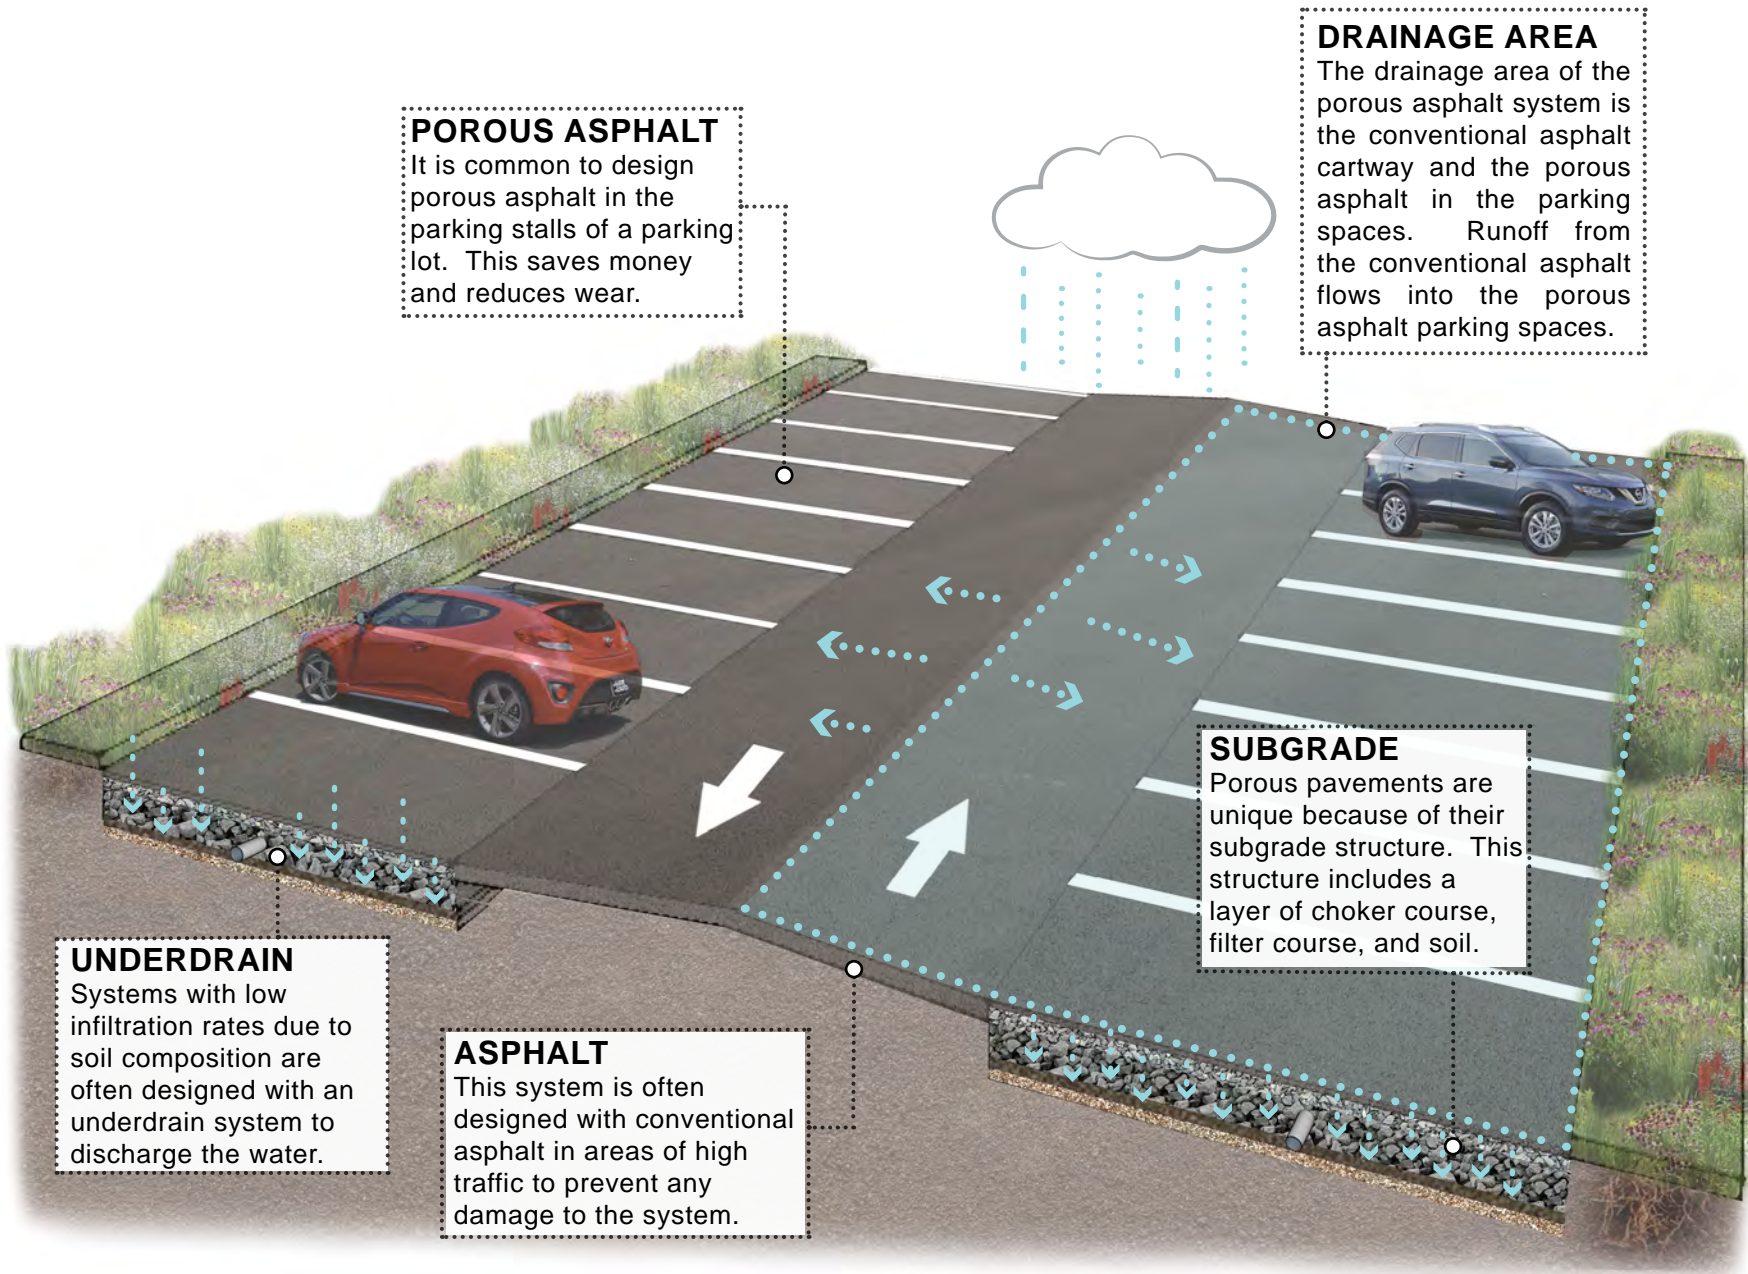 POROUS ASPHALT
It is common to design
porous asphalt in the
parking stalls of a parking
lot. This saves money
and reduces wear.
DRAINAGE AREA
The drainage area of the
porous asphalt system is
the conventional asphalt
cartway and the porous
asphalt in the parking
spaces. Runoff from
the conventional asphalt
flows into the porous
asphalt parking spaces.
SUBGRADE
Porous pavements are
unique because of their
subgrade structure. This
structure includes a
layer of choker course,
filter course, and soil.
UNDERDRAIN
Systems with low
infiltration rates due to
soil composition are
often designed with an
underdrain system to
discharge the water.
ASPHALT
This system is often
designed with conventional
asphalt in areas of high
traffic to prevent any
damage to the system.